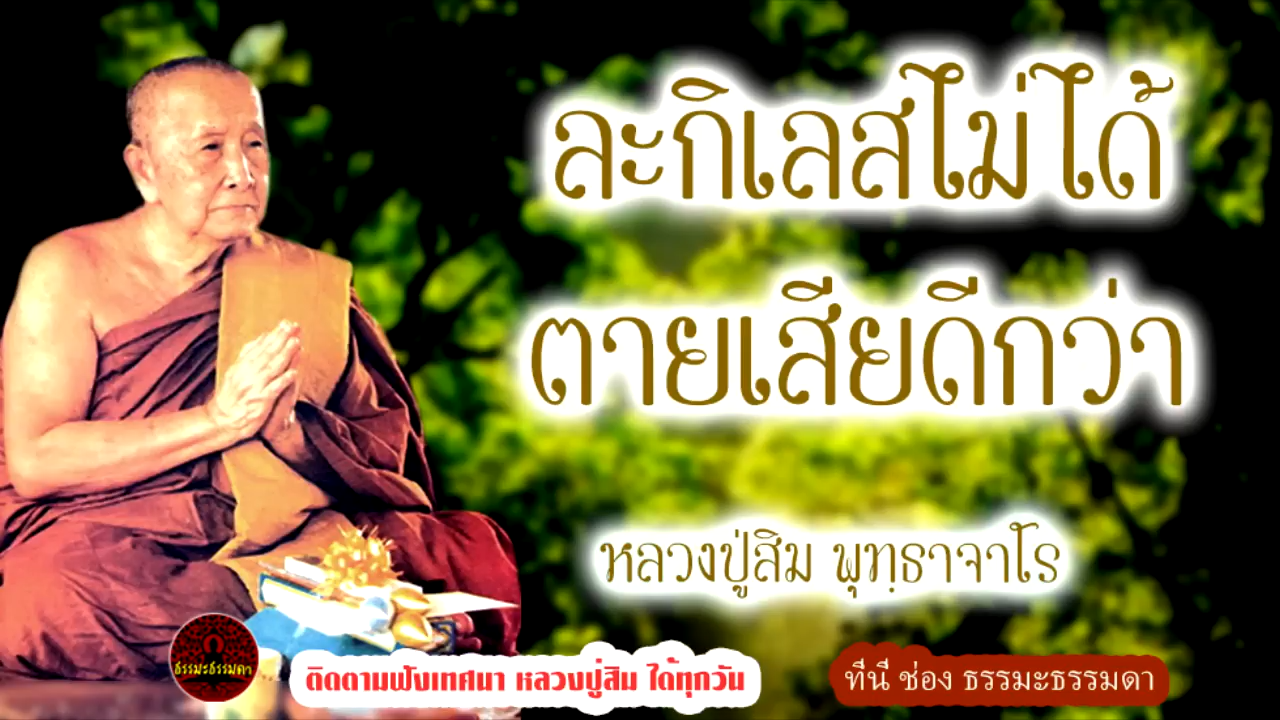 ละกิเลสไม่ได้
ตายเสียดีกว่า
หลวงปู่สิม พุทฺธาจาโร
ธรรมะธรรมดา
ติดตามฟังเทศนา หลวงปู่สิม ได้ทุกวัน
ที่นี่ ช่อง ธรรมะธรรมดา